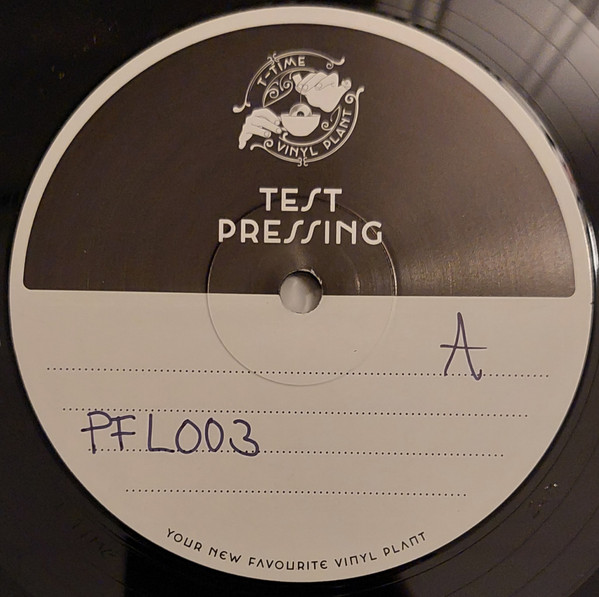 T-TIME
VINYL PLANT
TEST
PRESSING
A
PFL003
YOUR NEW FAVOURITE VINYL PLANT